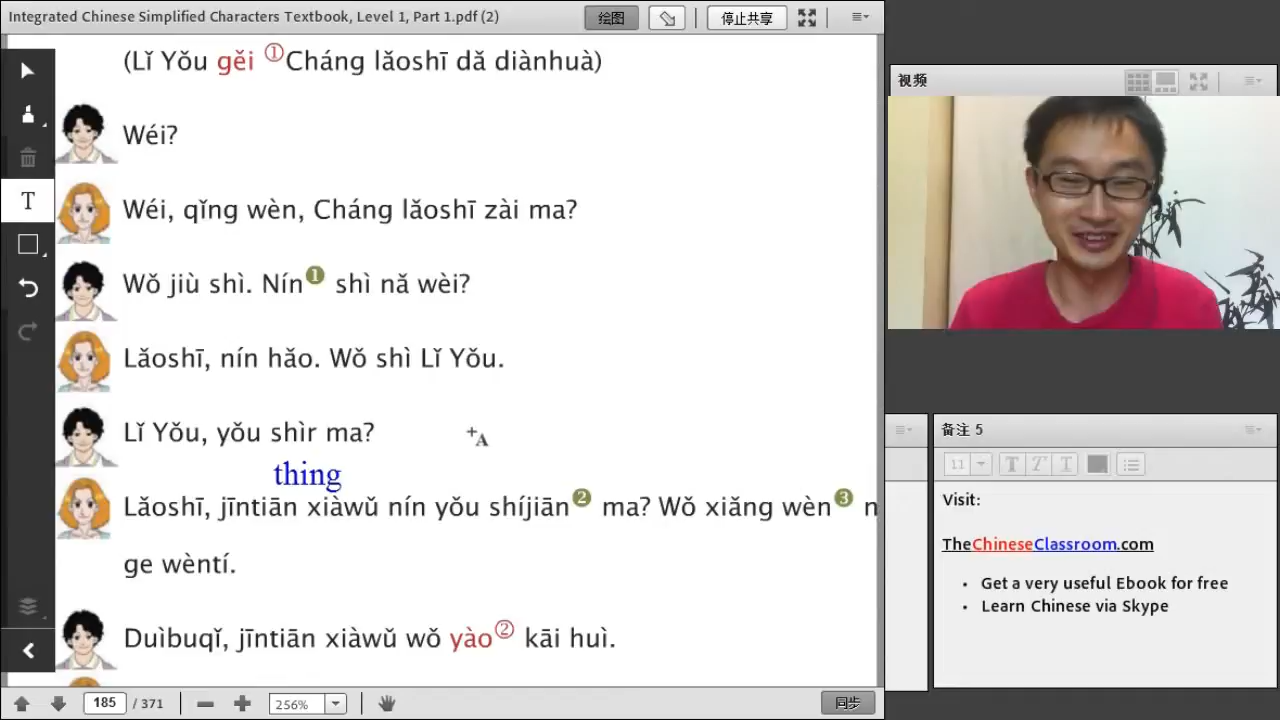 Integrated Chinese Simplified Characters Textbook, Level 1, Part 1.pdf (2)
绘图
停止共享
(Lǐ Yǒu gěi ①Cháng lǎoshī dǎ diànhuà)
Wéi?
Wéi, qǐng wèn, Cháng lǎoshī zài ma?
Wǒ jiù shì. Nín❶ shì nǎ wèi?
Lǎoshī, nín hǎo. Wǒ shì Lǐ Yǒu.
Lǐ Yǒu, yǒu shìr ma?
thing
Lǎoshī, jīntiān xiàwǔ nín yǒu shíjiān❷ ma? Wǒ xiǎng wèn❸ n
ge wèntí.
Duìbuqǐ, jīntiān xiàwǔ wǒ yào② kāi huì.
T
A
185 / 371
256%
同步
视频
备注 5
11 T T T
Visit:
TheChineseClassroom.com
• Get a very useful Ebook for free
• Learn Chinese via Skype